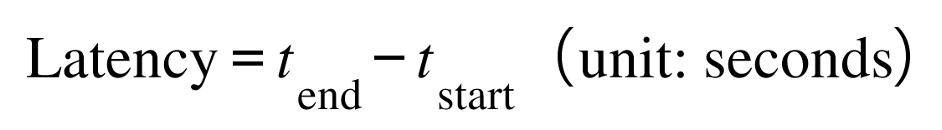 Latency = t_end − t_start (unit: seconds)